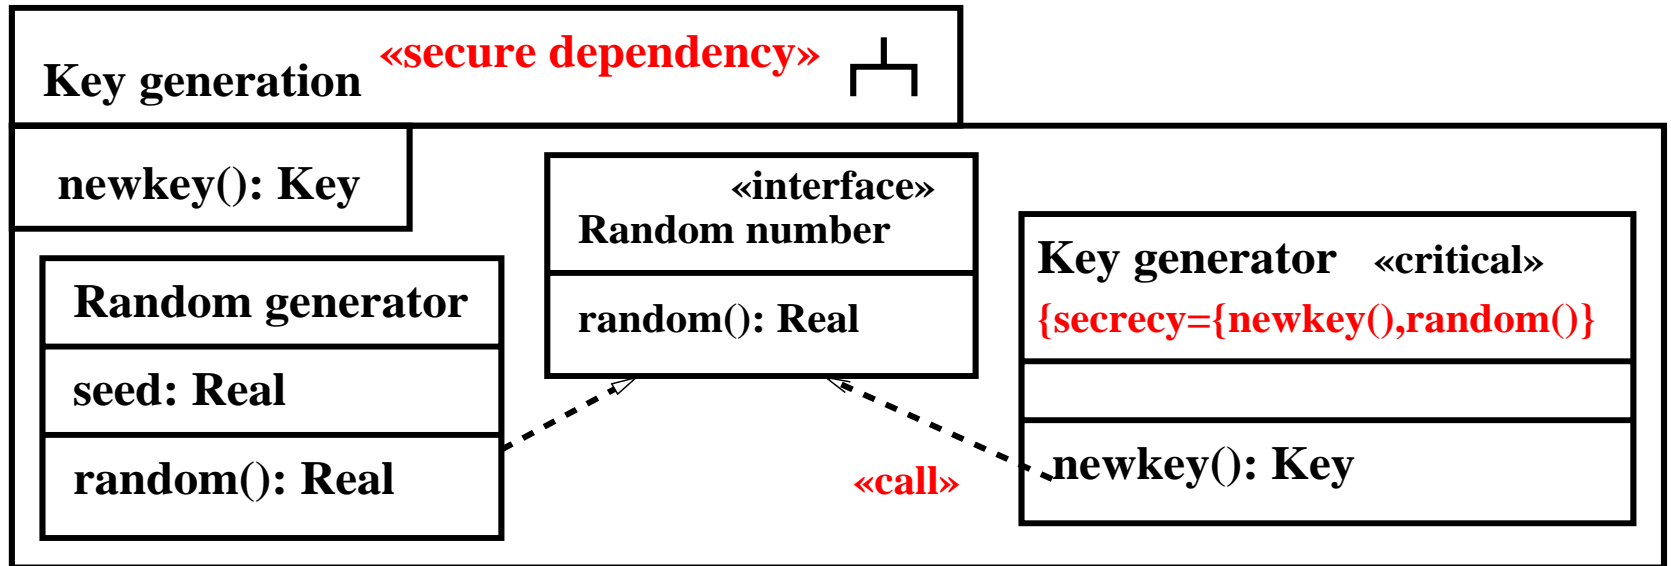 Key generation «secure dependency»
newkey(): Key
«interface»
Random number
random(): Real
Random generator
seed: Real
random(): Real
Key generator «critical»
{secrecy={newkey(),random()}
newkey(): Key
«call»